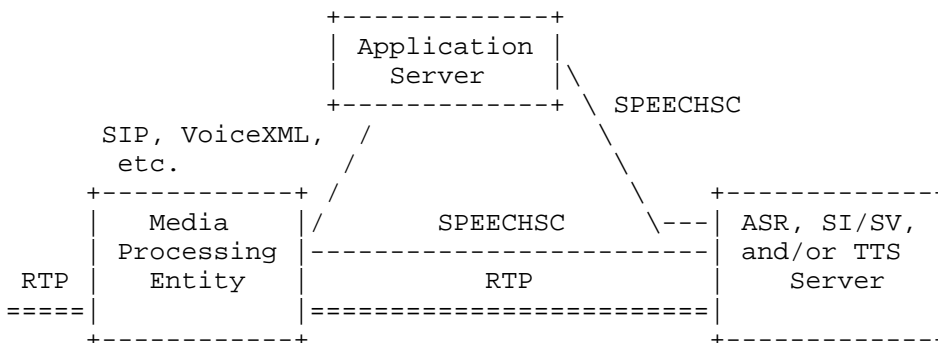 Application
Server
SPEECHSC
SIP, VoiceXML,
etc.
Media
Processing
Entity
SPEECHSC
ASR, SI/SV,
and/or TTS
Server
RTP
RTP